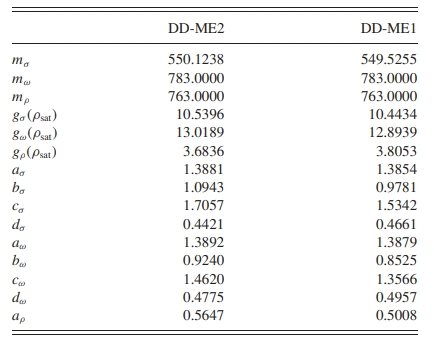 DD-ME2 DD-ME1
mσ 550.1238 549.5255
mω 783.0000 783.0000
mρ 763.0000 763.0000
gσ(ρsat) 10.5396 10.4434
gω(ρsat) 13.0189 12.8939
gρ(ρsat) 3.6836 3.8053
aσ 1.3881 1.3854
bσ 1.0943 0.9781
cσ 1.7057 1.5342
dσ 0.4421 0.4661
aω 1.3892 1.3879
bω 0.9240 0.8525
cω 1.4620 1.3566
dω 0.4775 0.4957
aρ 0.5647 0.5008